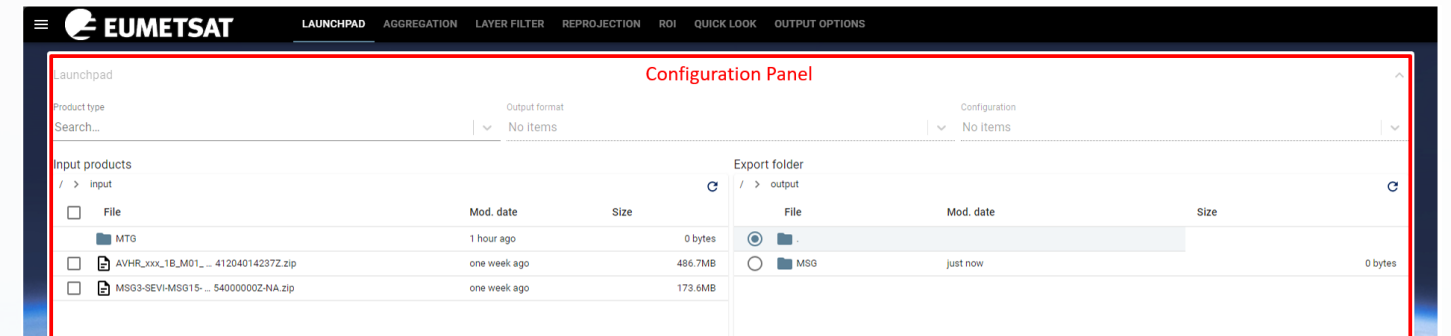 EUMETSAT LAUNCHPAD AGGREGATION LAYER FILTER REPROJECTION ROI QUICK LOOK OUTPUT OPTIONS
Launchpad Configuration Panel
Product type Output format Configuration
Search... No items No items
Input products Export folder
/ > input / > output
File Mod. date Size File Mod. date Size
MTG 1 hour ago 0 bytes .
AVHR_xxx_1B_M01_ ... 41204014237Z.zip one week ago 486.7MB MSG just now 0 bytes
MSG3-SEVI-MSG15- ... 54000000Z-NA.zip one week ago 173.6MB